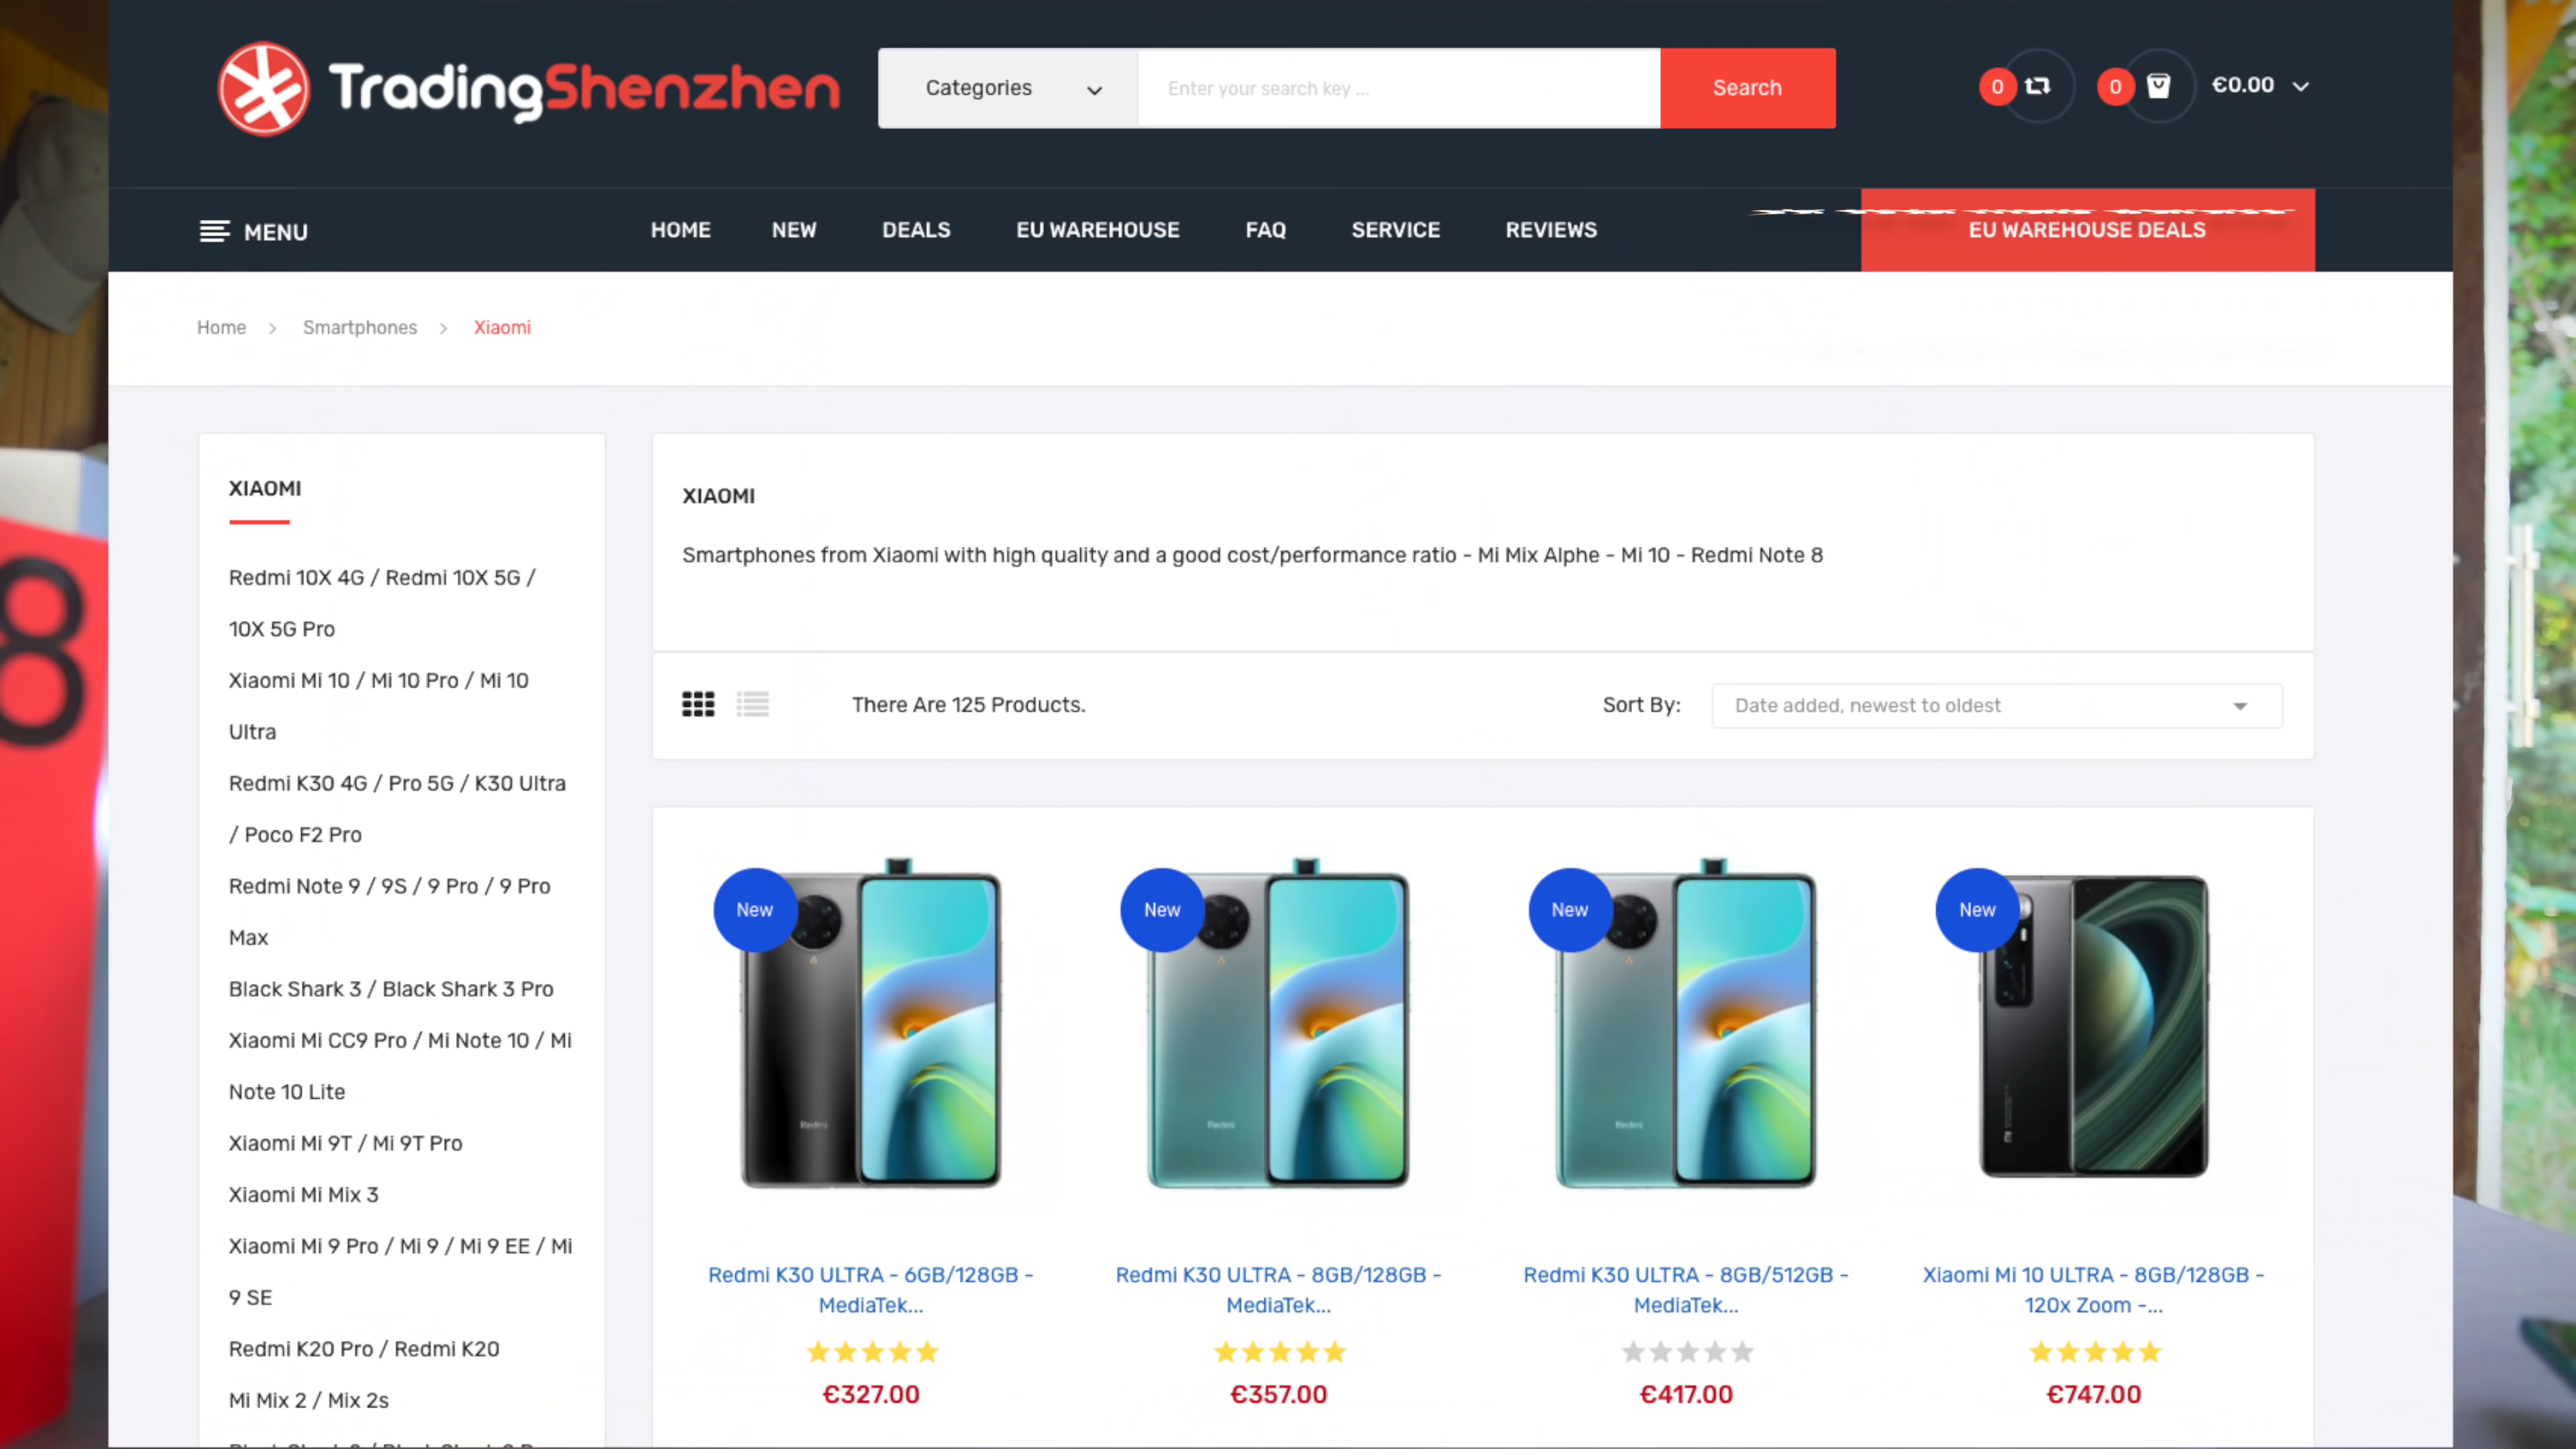 TradingShenzhen
Categories
Enter your search key ...
Search
0
0
€0.00
MENU
HOME
NEW
DEALS
EU WAREHOUSE
FAQ
SERVICE
REVIEWS
EU WAREHOUSE DEALS
Home > Smartphones > Xiaomi
XIAOMI
Redmi 10X 4G / Redmi 10X 5G /
10X 5G Pro
Xiaomi Mi 10 / Mi 10 Pro / Mi 10
Ultra
Redmi K30 4G / Pro 5G / K30 Ultra
/ Poco F2 Pro
Redmi Note 9 / 9S / 9 Pro / 9 Pro
Max
Black Shark 3 / Black Shark 3 Pro
Xiaomi Mi CC9 Pro / Mi Note 10 / Mi
Note 10 Lite
Xiaomi Mi 9T / Mi 9T Pro
Xiaomi Mi Mix 3
Xiaomi Mi 9 Pro / Mi 9 / Mi 9 EE / Mi
9 SE
Redmi K20 Pro / Redmi K20
Mi Mix 2 / Mix 2s
XIAOMI
Smartphones from Xiaomi with high quality and a good cost/performance ratio - Mi Mix Alphe - Mi 10 - Redmi Note 8
There Are 125 Products.
Sort By:
Date added, newest to oldest
New
Redmi
Redmi K30 ULTRA - 6GB/128GB -
MediaTek...
€327.00
New
Redmi
Redmi K30 ULTRA - 8GB/128GB -
MediaTek...
€357.00
New
Redmi
Redmi K30 ULTRA - 8GB/512GB -
MediaTek...
€417.00
New
Xiaomi Mi 10 ULTRA - 8GB/128GB -
120x Zoom -...
€747.00
8